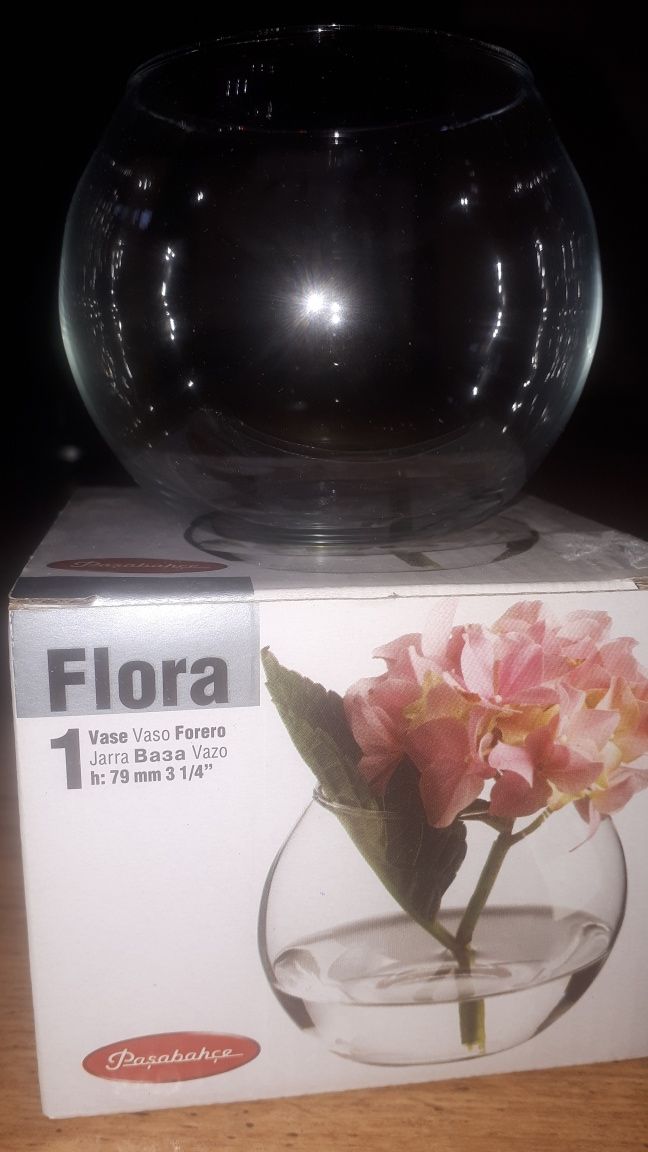 Paşabahçe
Flora
1 Vase Vaso Forero
Jarra Ваза Vazo
h: 79 mm 3 1/4"
Paşabahçe